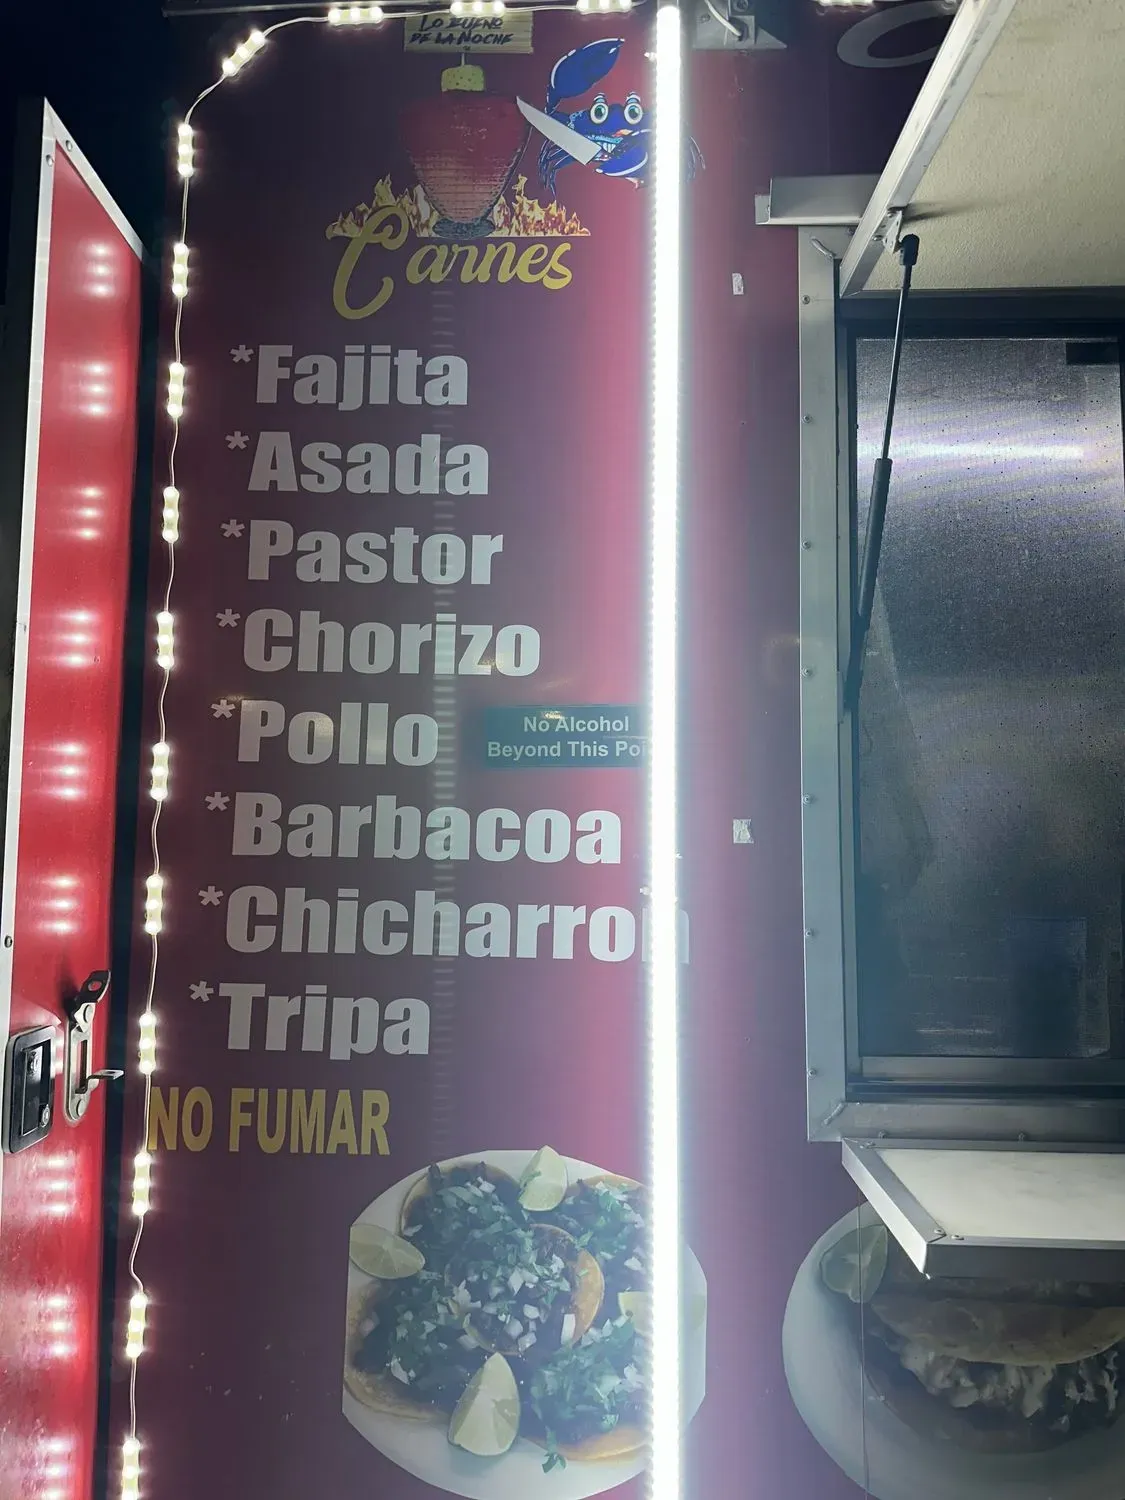 Lo Bueno
de la Noche
Carnes
*Fajita
*Asada
*Pastor
*Chorizo
*Pollo
No Alcohol
Beyond This
*Barbacoa
*Chicharron
*Tripa
NO FUMAR